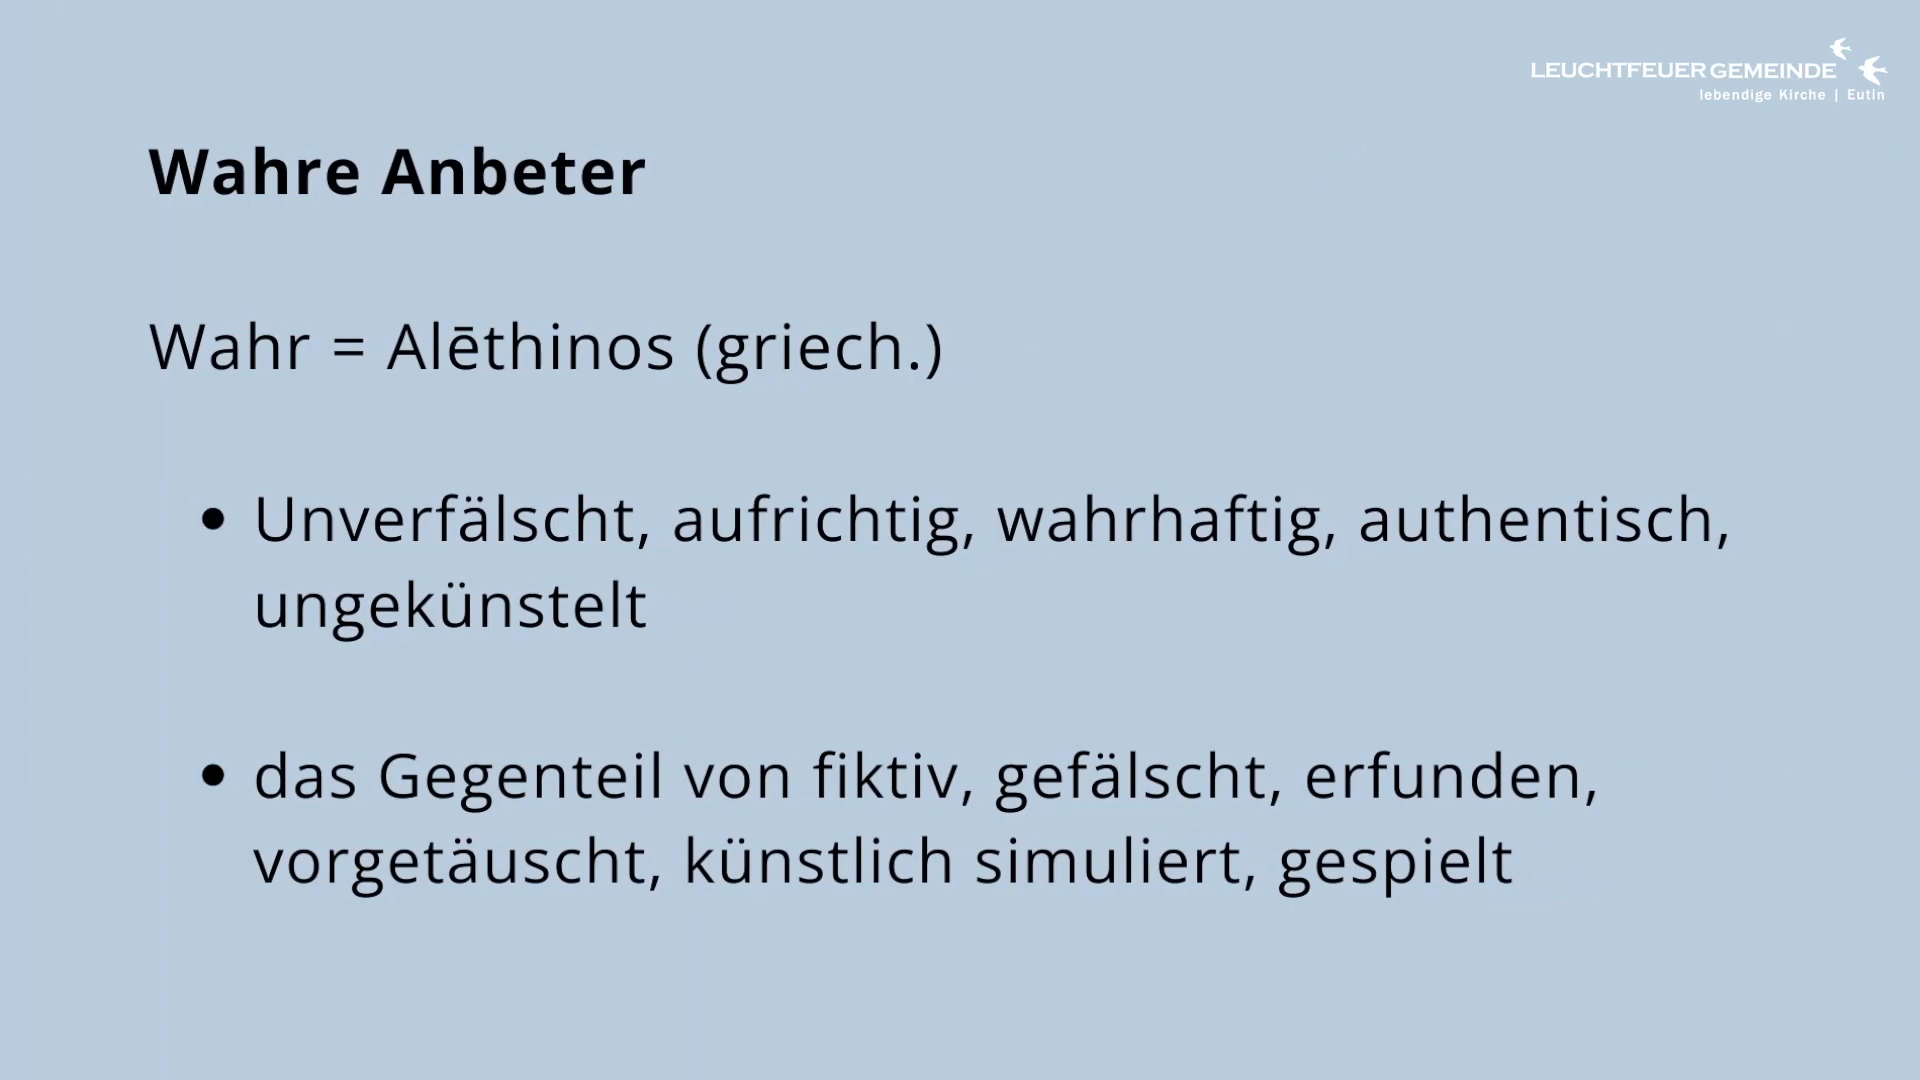 LEUCHTFEUER GEMEINDE
lebendige Kirche | Eutin
Wahre Anbeter
Wahr = Alēthinos (griech.)
• Unverfälscht, aufrichtig, wahrhaftig, authentisch,
ungekünstelt
• das Gegenteil von fiktiv, gefälscht, erfunden,
vorgetäuscht, künstlich simuliert, gespielt